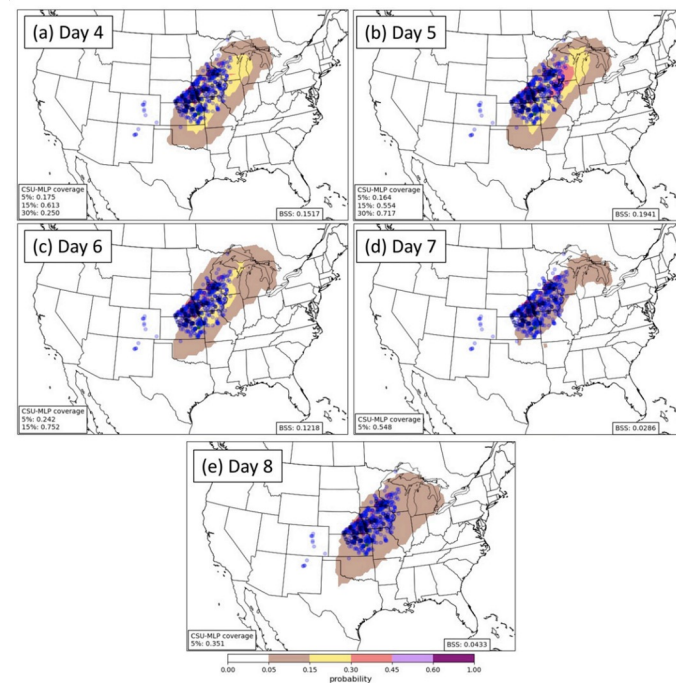 (a) Day 4
CSU-MLP coverage
5%: 0.175
15%: 0.613
30%: 0.250
BSS: 0.1517
(b) Day 5
CSU-MLP coverage
5%: 0.164
15%: 0.554
30%: 0.717
BSS: 0.1941
(c) Day 6
CSU-MLP coverage
5%: 0.242
15%: 0.752
BSS: 0.1218
(d) Day 7
CSU-MLP coverage
5%: 0.548
BSS: 0.0286
(e) Day 8
CSU-MLP coverage
5%: 0.351
BSS: 0.0433
0.00 0.05 0.15 0.30 0.45 0.60 1.00
probability